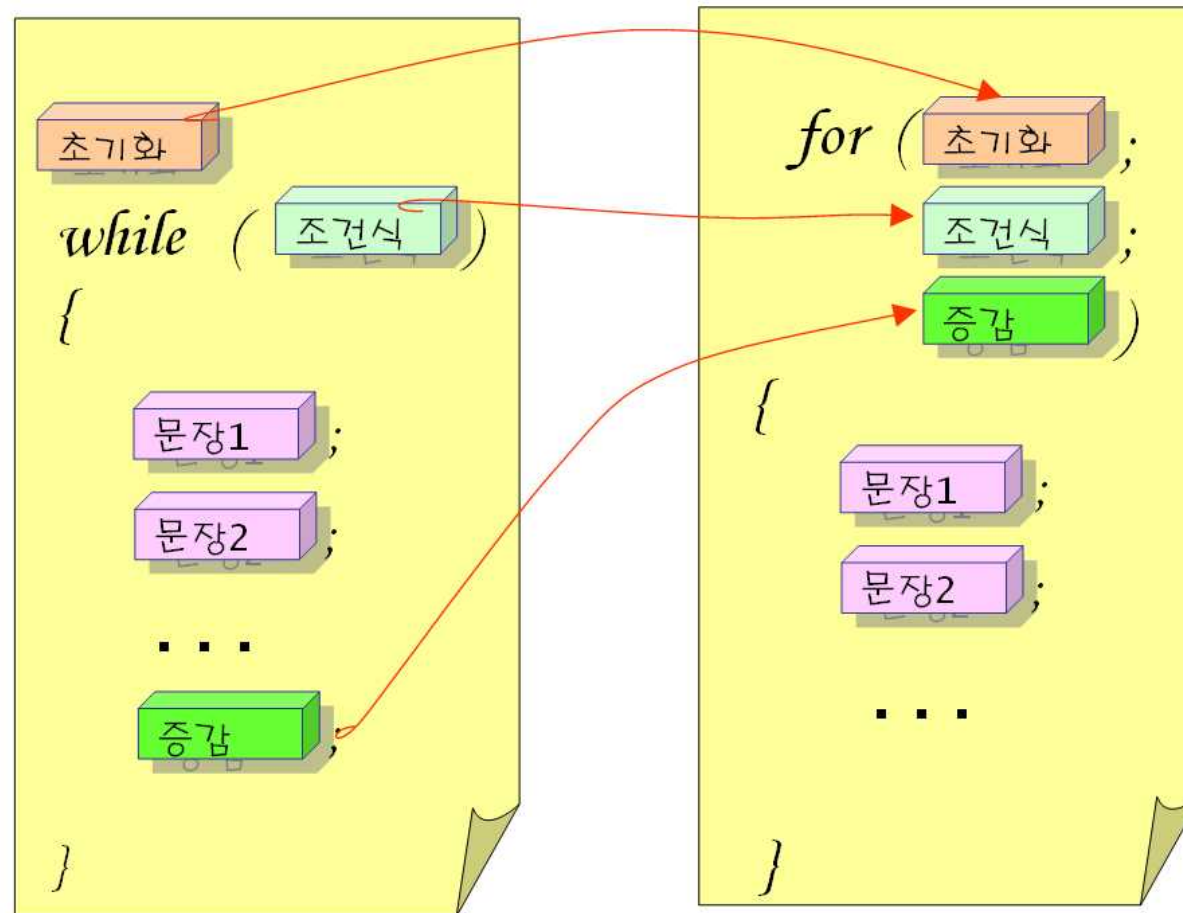 초기화
while ( 조건식 )
{
문장1 ;
문장2 ;
. . .
증감 ;
}
for ( 초기화 ;
조건식 ;
증감 )
{
문장1 ;
문장2 ;
. . .
}